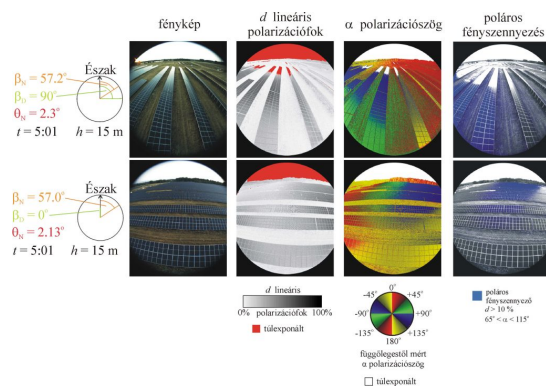 fénykép
d lineáris
polarizációfok
α polarizációszög
poláros
fényszennyezés
Észak
βN = 57.2°
βD = 90°
θN = 2.3°
t = 5:01 h = 15 m
Észak
βN = 57.0°
βD = 0°
θN = 2.13°
t = 5:01 h = 15 m
d lineáris
polarizációfok
0% 100%
túlexponált
0°
-45° +45°
-90° +90°
-135° +135°
180°
függőlegestől mért
α polarizációszög
túlexponált
poláros
fényszennyező
d > 10 %
65° < α < 115°